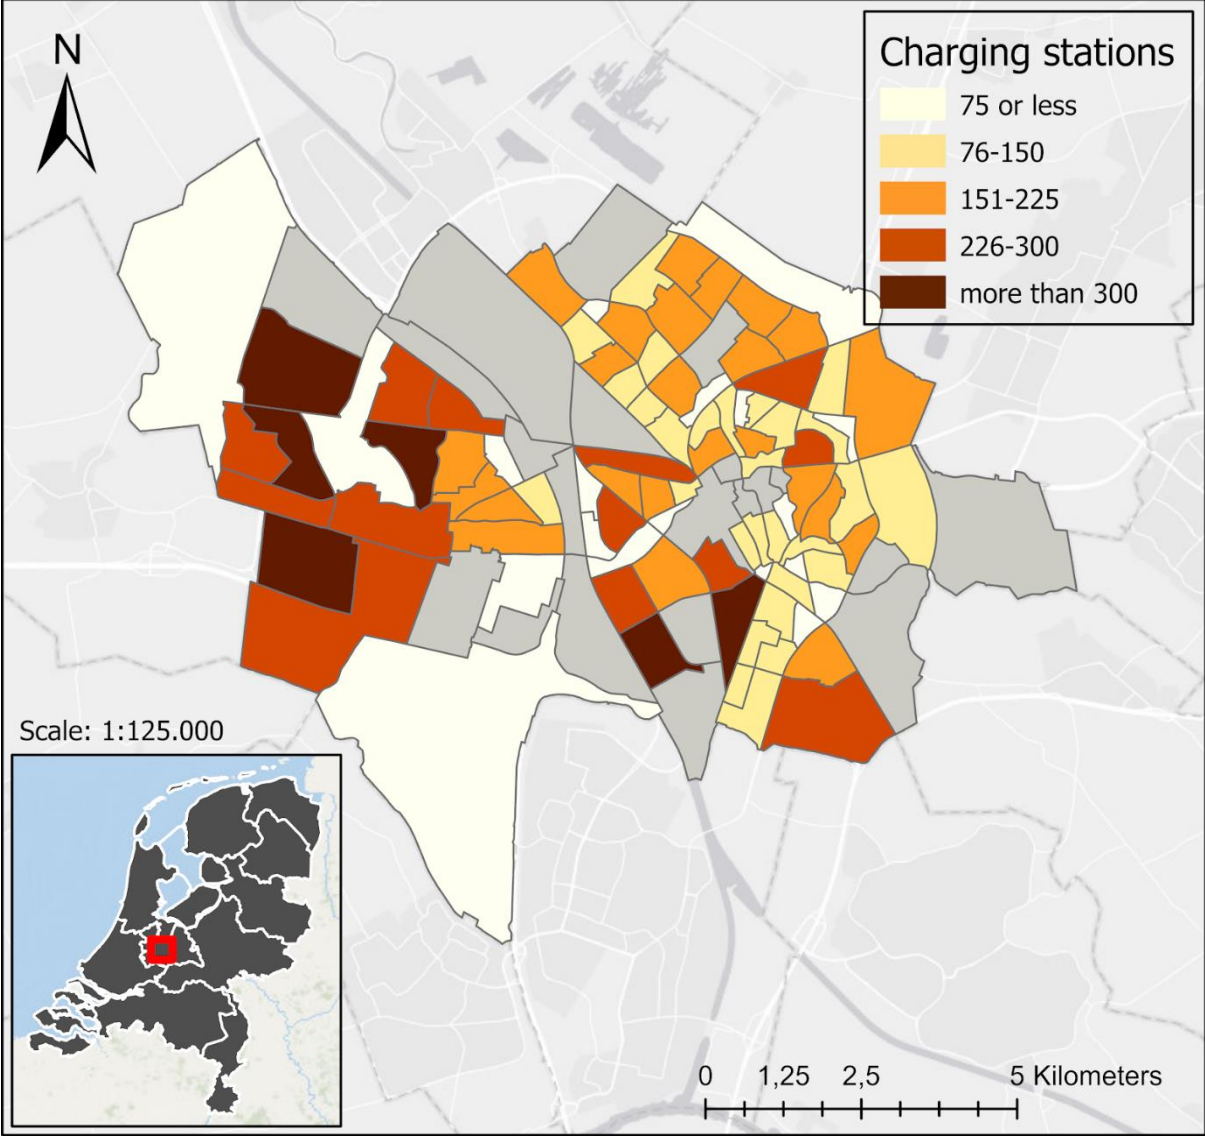 N
Charging stations
75 or less
76-150
151-225
226-300
more than 300
Scale: 1:125.000
0 1,25 2,5 5 Kilometers